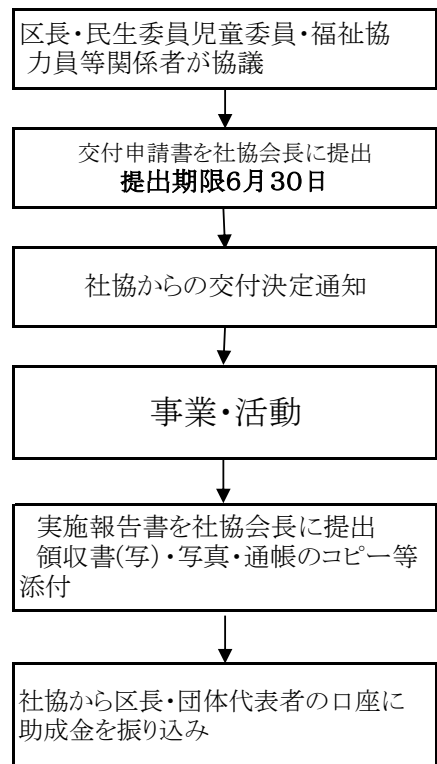 区長・民生委員児童委員・福祉協
力員等関係者が協議
交付申請書を社協会長に提出
提出期限6月30日
社協からの交付決定通知
事業・活動
実施報告書を社協会長に提出
領収書(写)・写真・通帳のコピー等
添付
社協から区長・団体代表者の口座に
助成金を振り込み